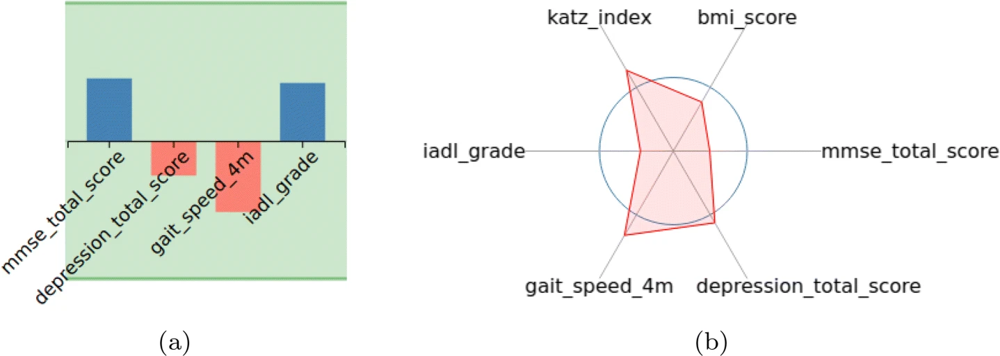 mmse_total_score
depression_total_score
gait_speed_4m
iadl_grade
(a)
katz_index
bmi_score
iadl_grade
mmse_total_score
gait_speed_4m
depression_total_score
(b)